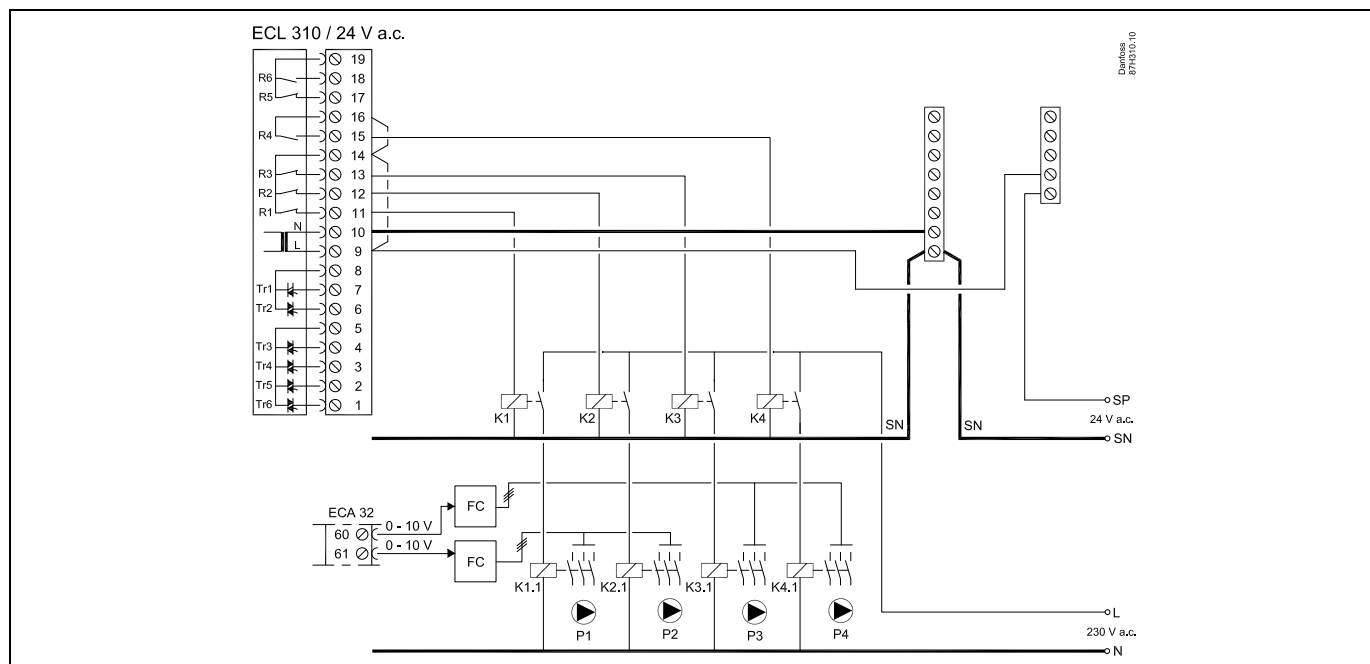 ECL 310 / 24 V a.c.
Danfoss
87H310.10
19
R6 18
R5 17
16
R4 15
14
R3 13
R2 12
R1 11
N 10
L 9
8
Tr1 7
Tr2 6
5
Tr3 4
Tr4 3
Tr5 2
Tr6 1
SP
K1 K2 K3 K4
24 V a.c.
SN SN SN
FC
ECA 32
60 0 - 10 V
61 0 - 10 V
FC
K1.1 K2.1 K3.1 K4.1
P1 P2 P3 P4
L
230 V a.c.
N